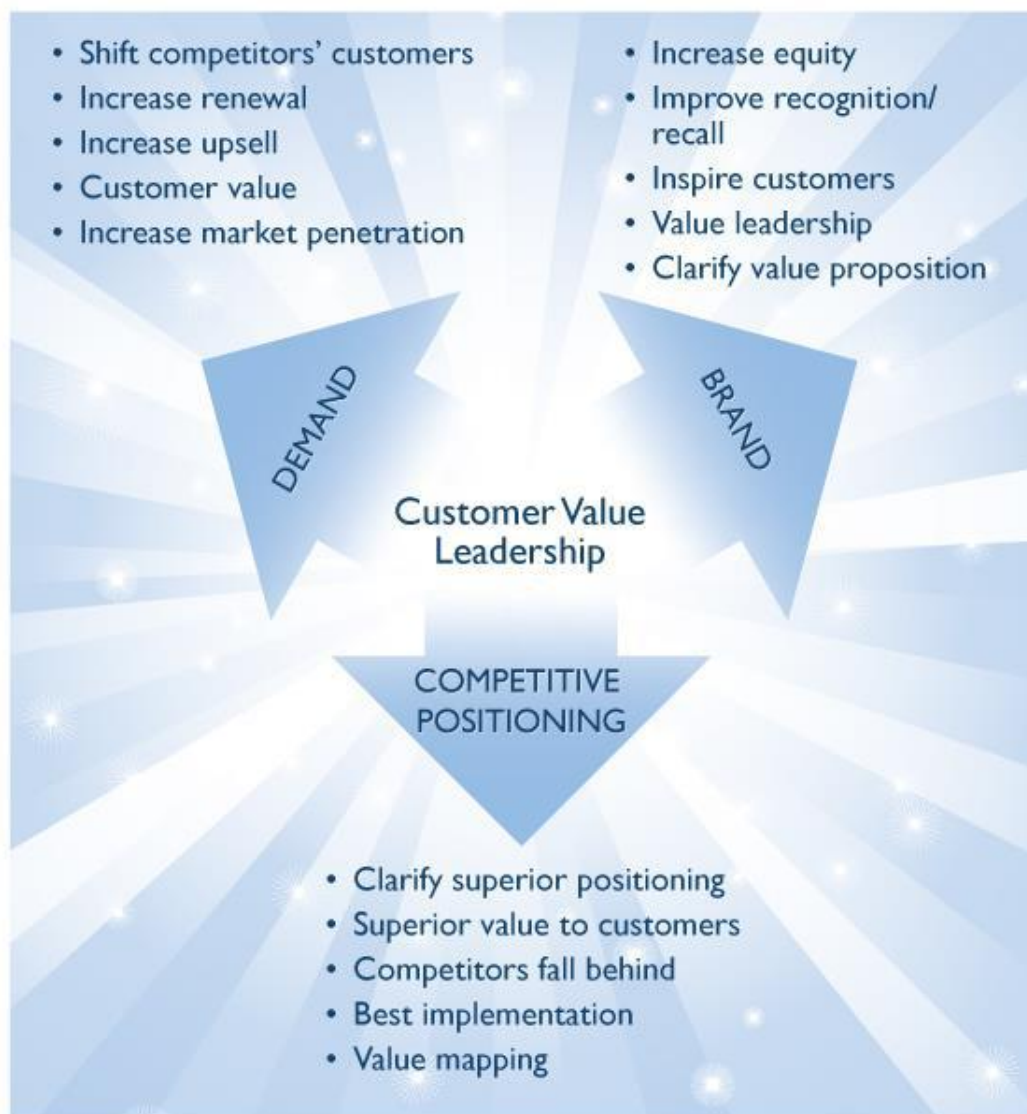 • Shift competitors' customers
• Increase renewal
• Increase upsell
• Customer value
• Increase market penetration
• Increase equity
• Improve recognition/
recall
• Inspire customers
• Value leadership
• Clarify value proposition
DEMAND
BRAND
Customer Value
Leadership
COMPETITIVE
POSITIONING
• Clarify superior positioning
• Superior value to customers
• Competitors fall behind
• Best implementation
• Value mapping